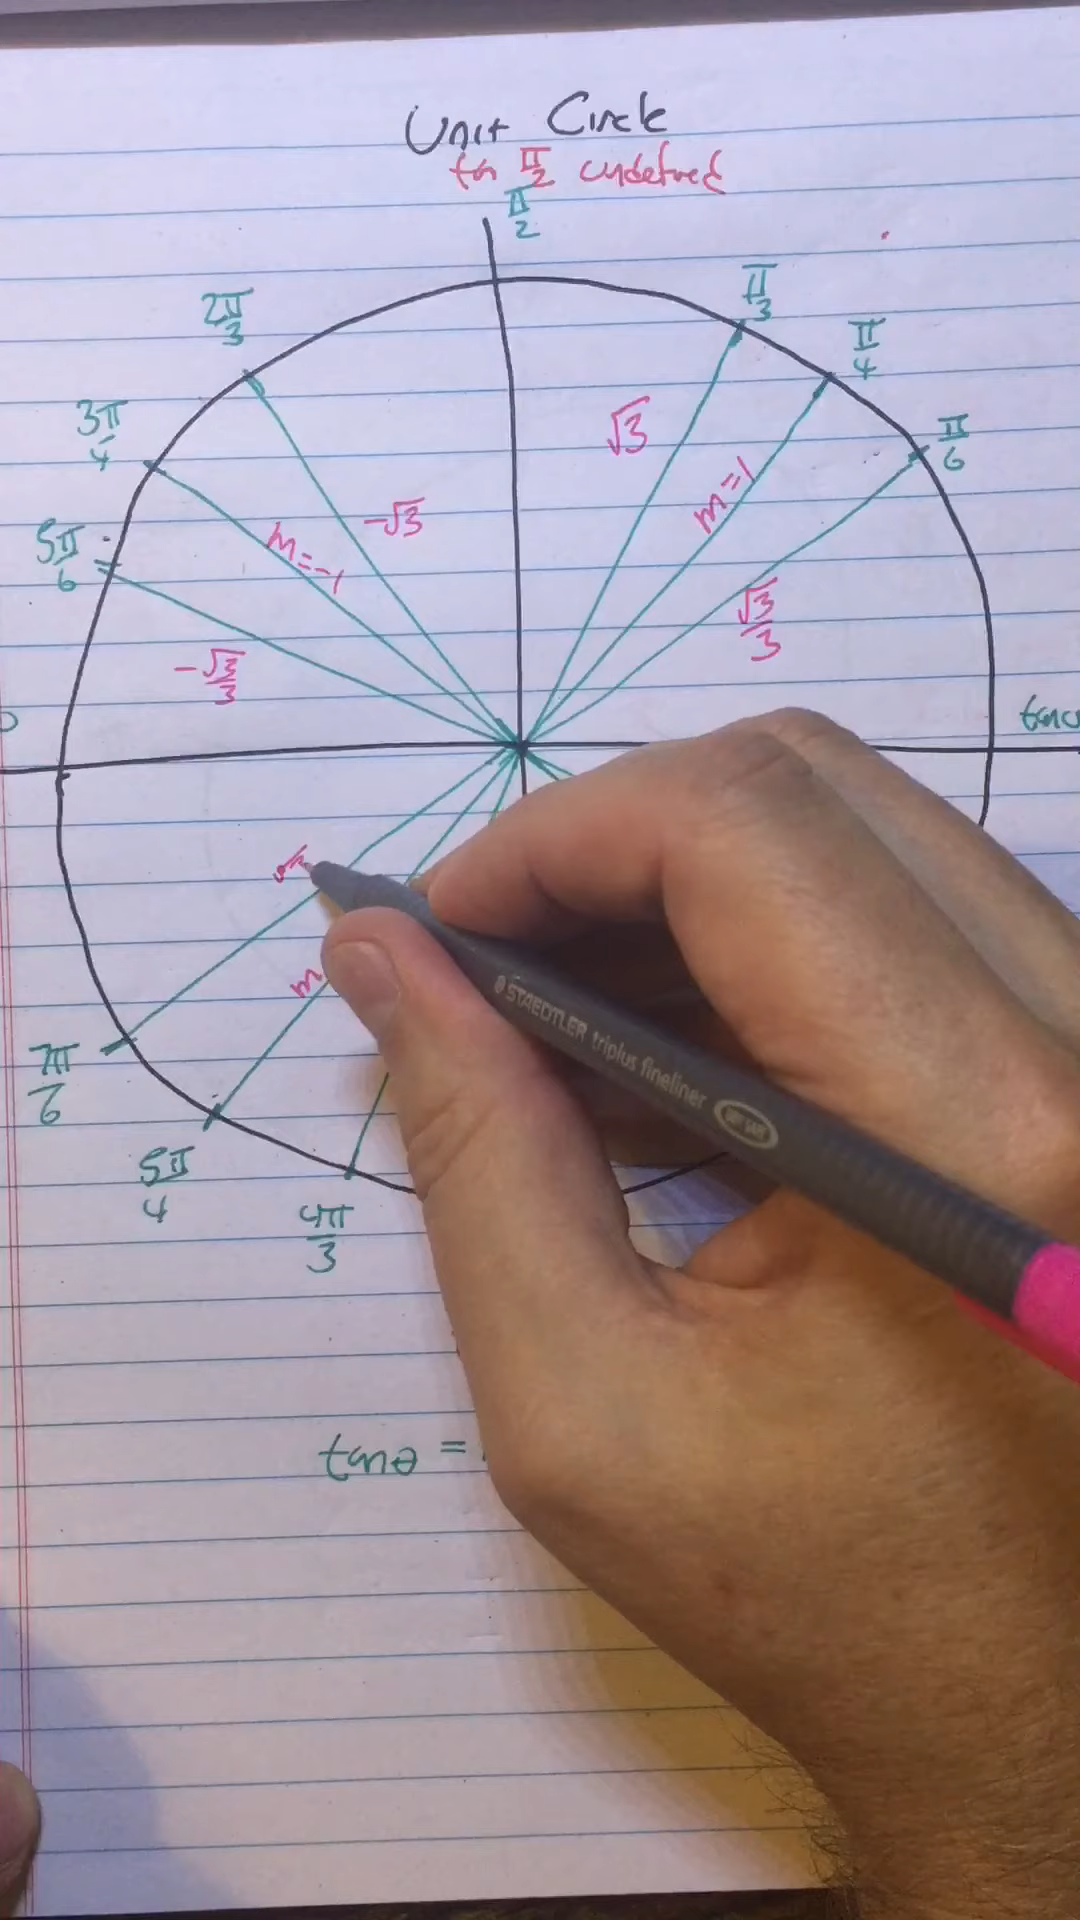 Unit Circle
tan π/2 undefined
π/2
2π/3
π/3
π/4
3π/4
π/6
√3
-√3
m=1
m=-1
5π/6
√3/3
-√3/3
m
STAEDTLER triplus fineliner
7π/6
5π/4
4π/3
tanθ =